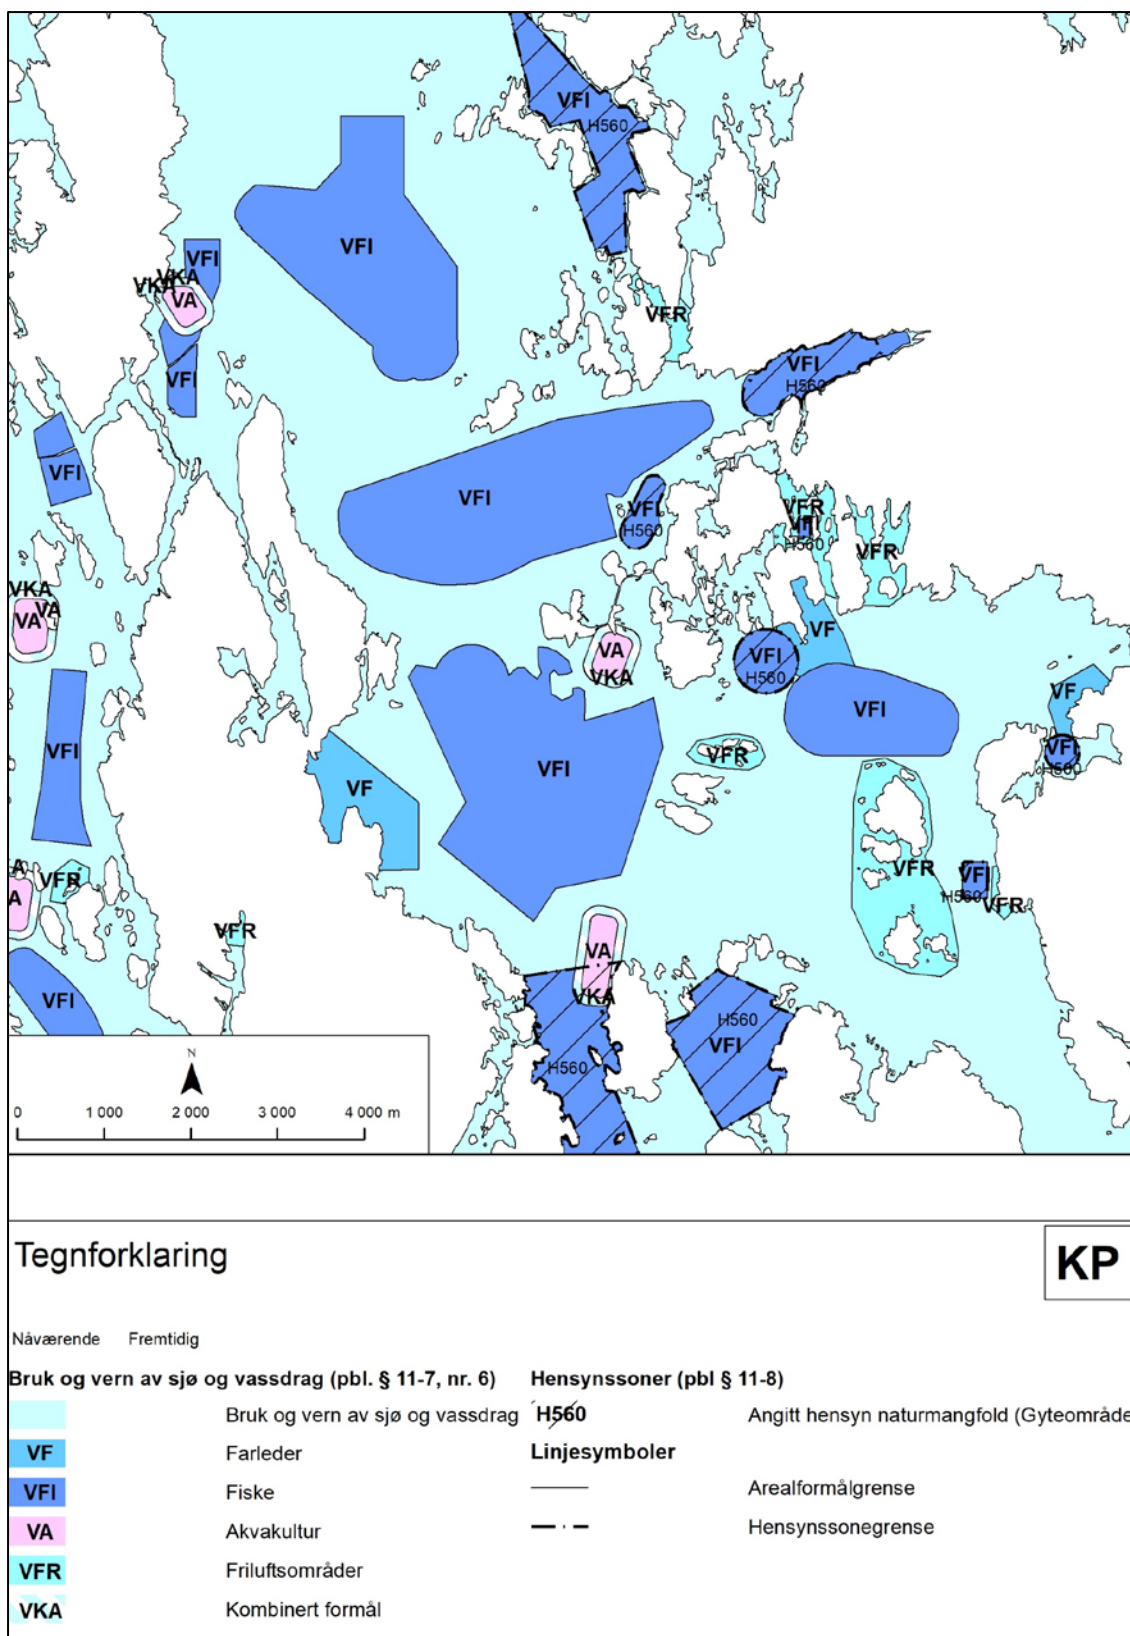 VFI
H560
VFI
VFI
VKA
VKA
VA
VFR
VFI
H560
VFI
VFI
VFI
VFI
H560
VFR
VFI
H560
VFR
VKA
VA
VA
VF
VA
VKA
VFI
H560
VF
VFI
VFI
VFI
H560
VFR
VFI
VF
VFR
VFI
H560
VFR
A
VFR
A
VFR
VA
VKA
VFI
H560
VFI
H560
N
0 1 000 2 000 3 000 4 000 m
Tegnforklaring
KP
Nåværende Fremtidig
Bruk og vern av sjø og vassdrag (pbl. § 11-7, nr. 6) Hensynssoner (pbl § 11-8)
Bruk og vern av sjø og vassdrag H560 Angitt hensyn naturmangfold (Gyteområde
VF Farleder Linjesymboler
VFI Fiske Arealformålgrense
VA Akvakultur Hensynssonegrense
VFR Friluftsområder
VKA Kombinert formål